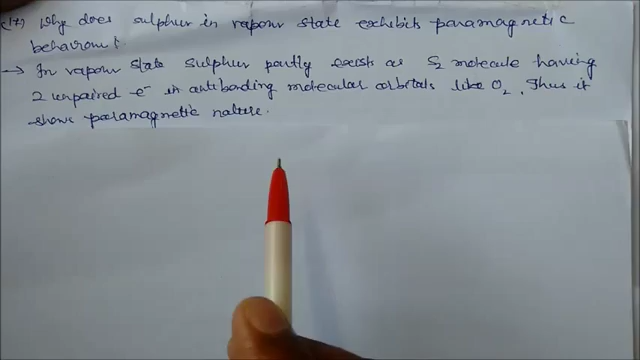 (17) Why does sulphur in vapour state exhibits paramagnetic
behaviour?
→ In vapour state sulphur partly exists as S₂ molecule having
2 unpaired e⁻ in antibonding molecular orbitals like O₂. Thus it
shows paramagnetic nature.